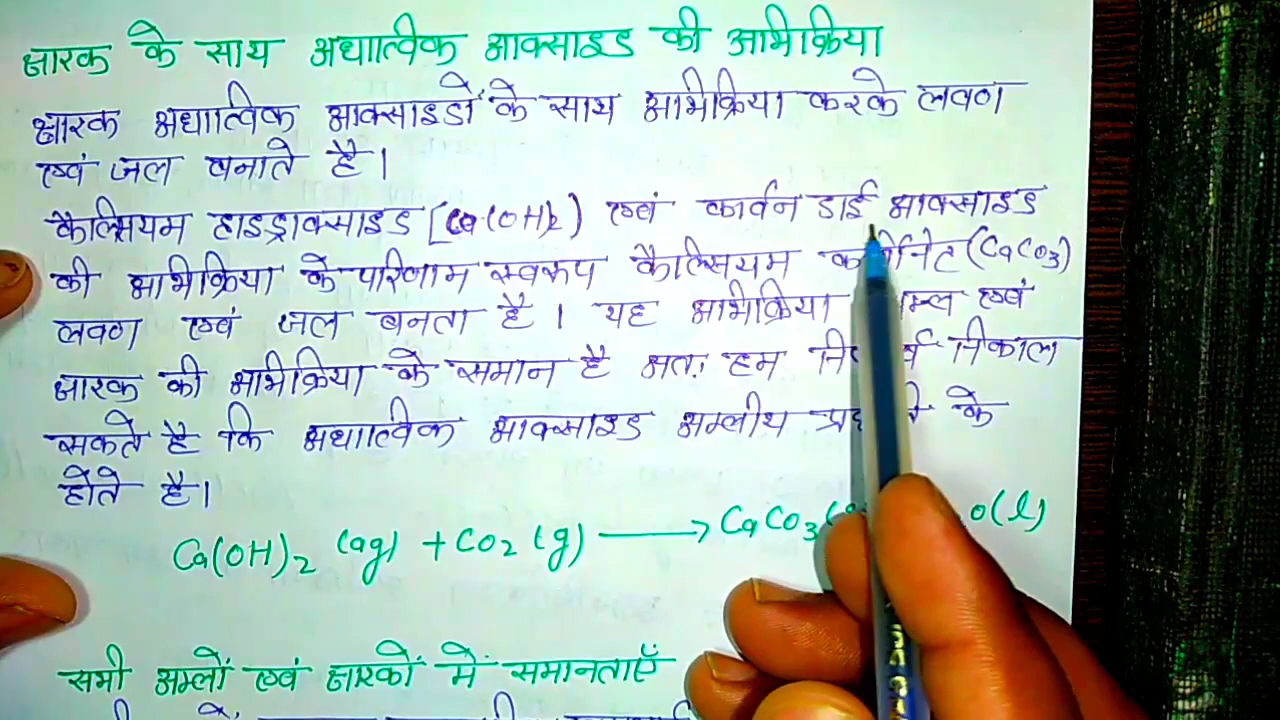 क्षारक के साथ अधात्विक आक्साइड की अभिक्रिया
क्षारक अधात्विक आक्साइडों के साथ अभिक्रिया करके लवण
एवं जल बनाते है।
कैल्सियम हाइड्राक्साइड [Ca(OH)2) एवं कार्वन डाई आक्साइड
की अभिक्रिया के परिणाम स्वरूप कैल्सियम (CaCO3)
लवण एवं जल बनता है । यह अभिक्रिया एवं
क्षारक की अभिक्रिया के समान है अतः हम निकाल
सकते है कि अधात्विक आक्साइड अम्लीय के
होते है।
Ca(OH)2 (aq) + CO2 (g) ⟶ CaCO3 O(l)
सभी अम्लों एवं क्षारकों में समानताएँ